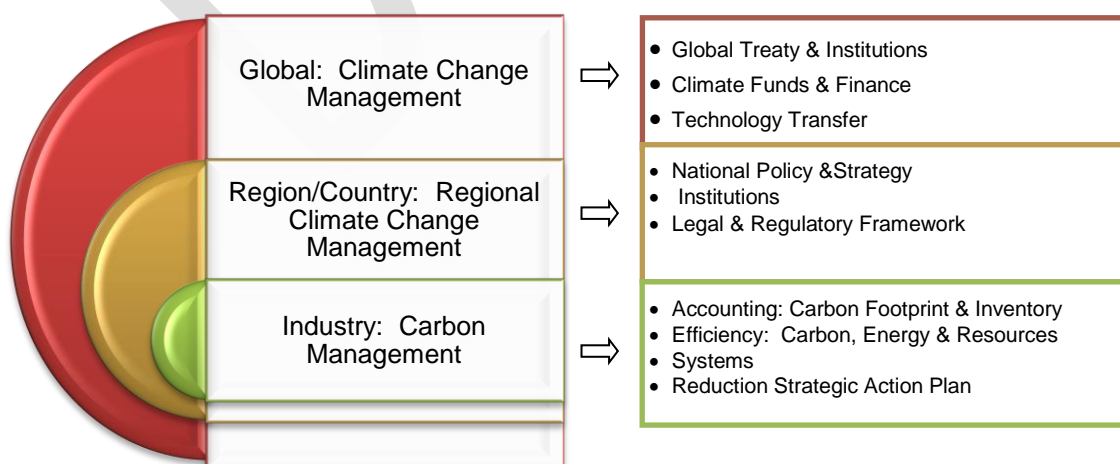 Global:  Climate Change
Management
• Global Treaty & Institutions
• Climate Funds & Finance
• Technology Transfer
Region/Country:  Regional
Climate Change
Management
• National Policy &Strategy
•  Institutions
• Legal & Regulatory Framework
Industry:  Carbon
Management
• Accounting: Carbon Footprint & Inventory
• Efficiency:  Carbon, Energy & Resources
• Systems
• Reduction Strategic Action Plan